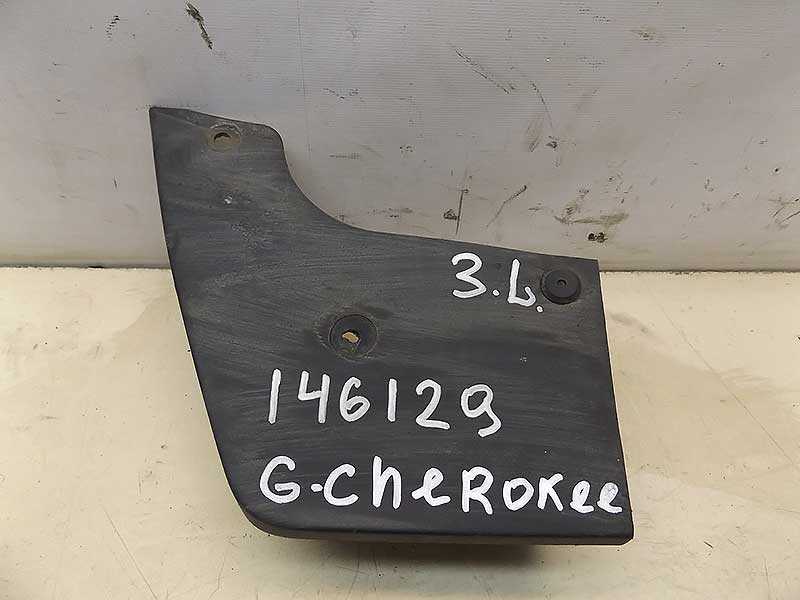 3.L.
146129
G-CheROKee